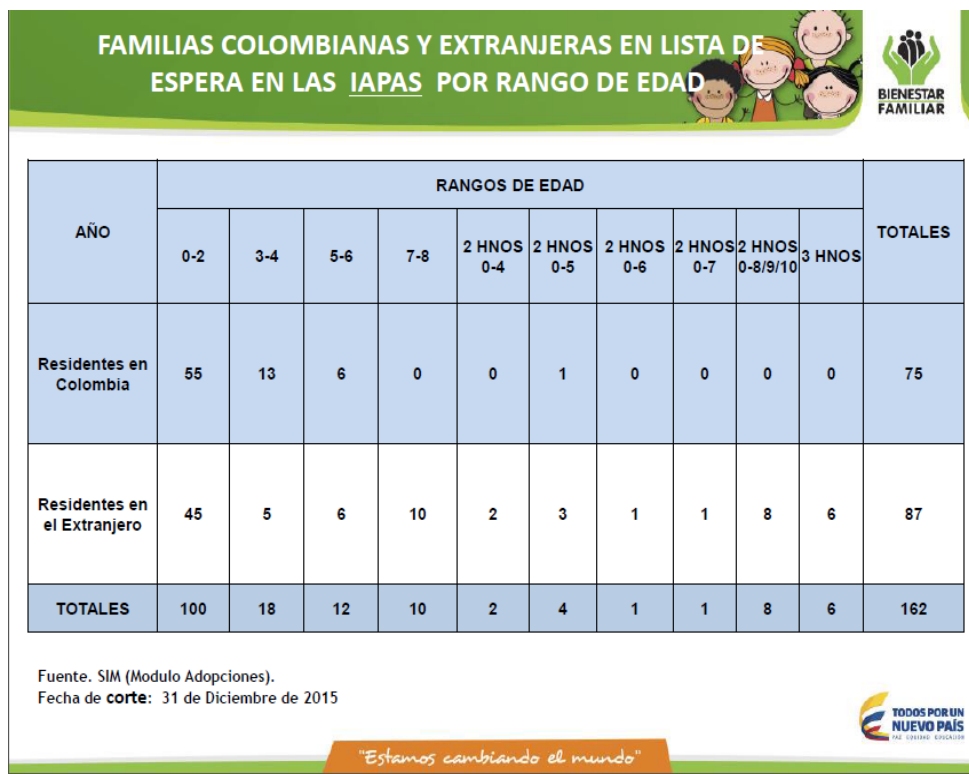 FAMILIAS COLOMBIANAS Y EXTRANJERAS EN LISTA DE
ESPERA EN LAS IAPAS POR RANGO DE EDAD
BIENESTAR
FAMILIAR
AÑO
RANGOS DE EDAD
TOTALES
0-2 3-4 5-6 7-8 2 HNOS 0-4 2 HNOS 0-5 2 HNOS 0-6 2 HNOS 0-7 2 HNOS 0-8/9/10 3 HNOS
Residentes en Colombia 55 13 6 0 0 1 0 0 0 0 75
Residentes en el Extranjero 45 5 6 10 2 3 1 1 8 6 87
TOTALES 100 18 12 10 2 4 1 1 8 6 162
Fuente. SIM (Modulo Adopciones).
Fecha de corte: 31 de Diciembre de 2015
TODOS POR UN
NUEVO PAÍS
PAZ EQUIDAD EDUCACIÓN
"Estamos cambiando el mundo"